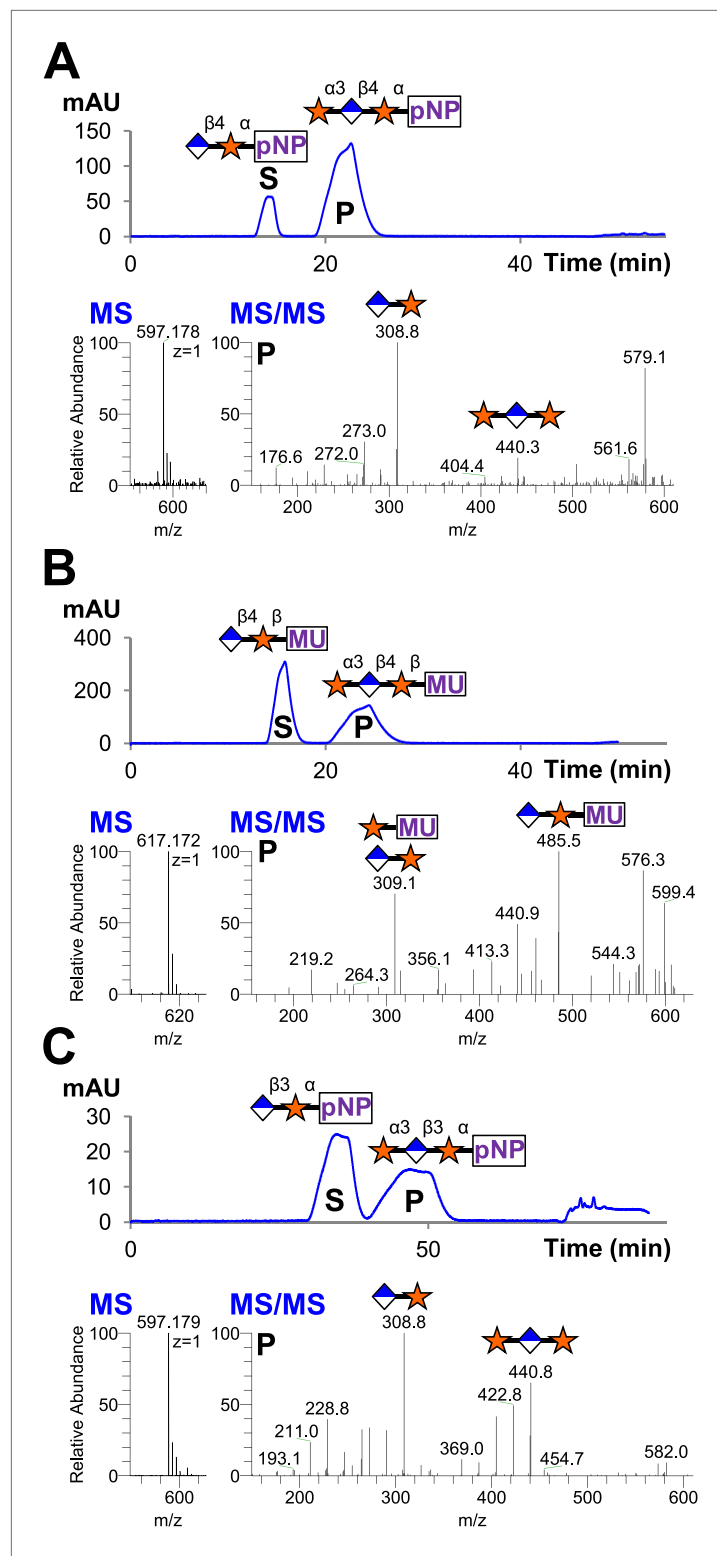 A
mAU
α3 β4 α
pNP
β4 α
pNP
150
100
50
0
S
P
0 20 40 Time (min)
MS MS/MS
597.178
z=1
P
308.8
579.1
Relative Abundance
100
50
0
100
50
0
273.0
176.6
272.0
440.3
404.4
561.6
600
200 300 400 500 600
m/z m/z
B
mAU
β4 β
MU
α3 β4 β
MU
400
200
0
S
P
0 20 40 Time (min)
MS MS/MS
MU
MU
617.172
z=1
P
309.1
485.5
576.3
599.4
Relative Abundance
100
50
0
100
50
0
440.9
219.2
264.3
356.1
413.3
544.3
620
200 300 400 500 600
m/z m/z
C
mAU
β3 α
pNP
α3 β3 α
pNP
30
20
10
0
S
P
0 50 Time (min)
MS MS/MS
597.179
z=1
P
308.8
440.8
Relative Abundance
100
50
0
100
50
0
228.8
211.0
193.1
422.8
369.0
454.7
582.0
600
200 300 400 500 600
m/z m/z